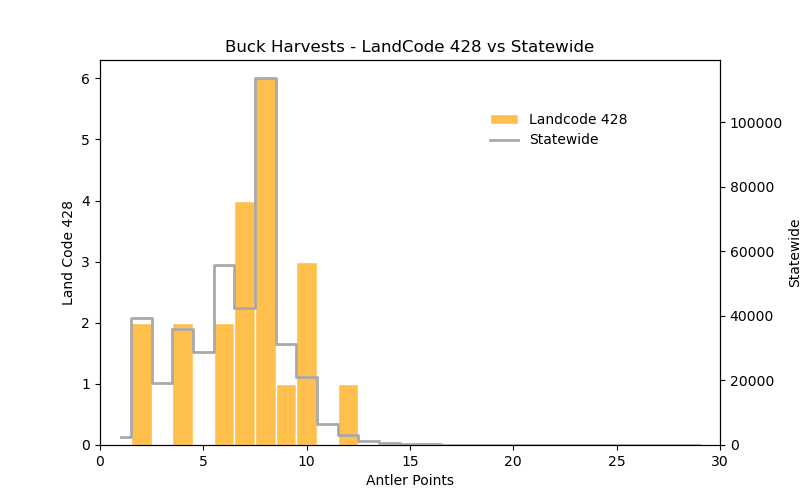 Buck Harvests - LandCode 428 vs Statewide
6
5
4
3
2
1
0
Land Code 428
Landcode 428
Statewide
100000
80000
60000
40000
20000
0
Statewide
0 5 10 15 20 25 30
Antler Points